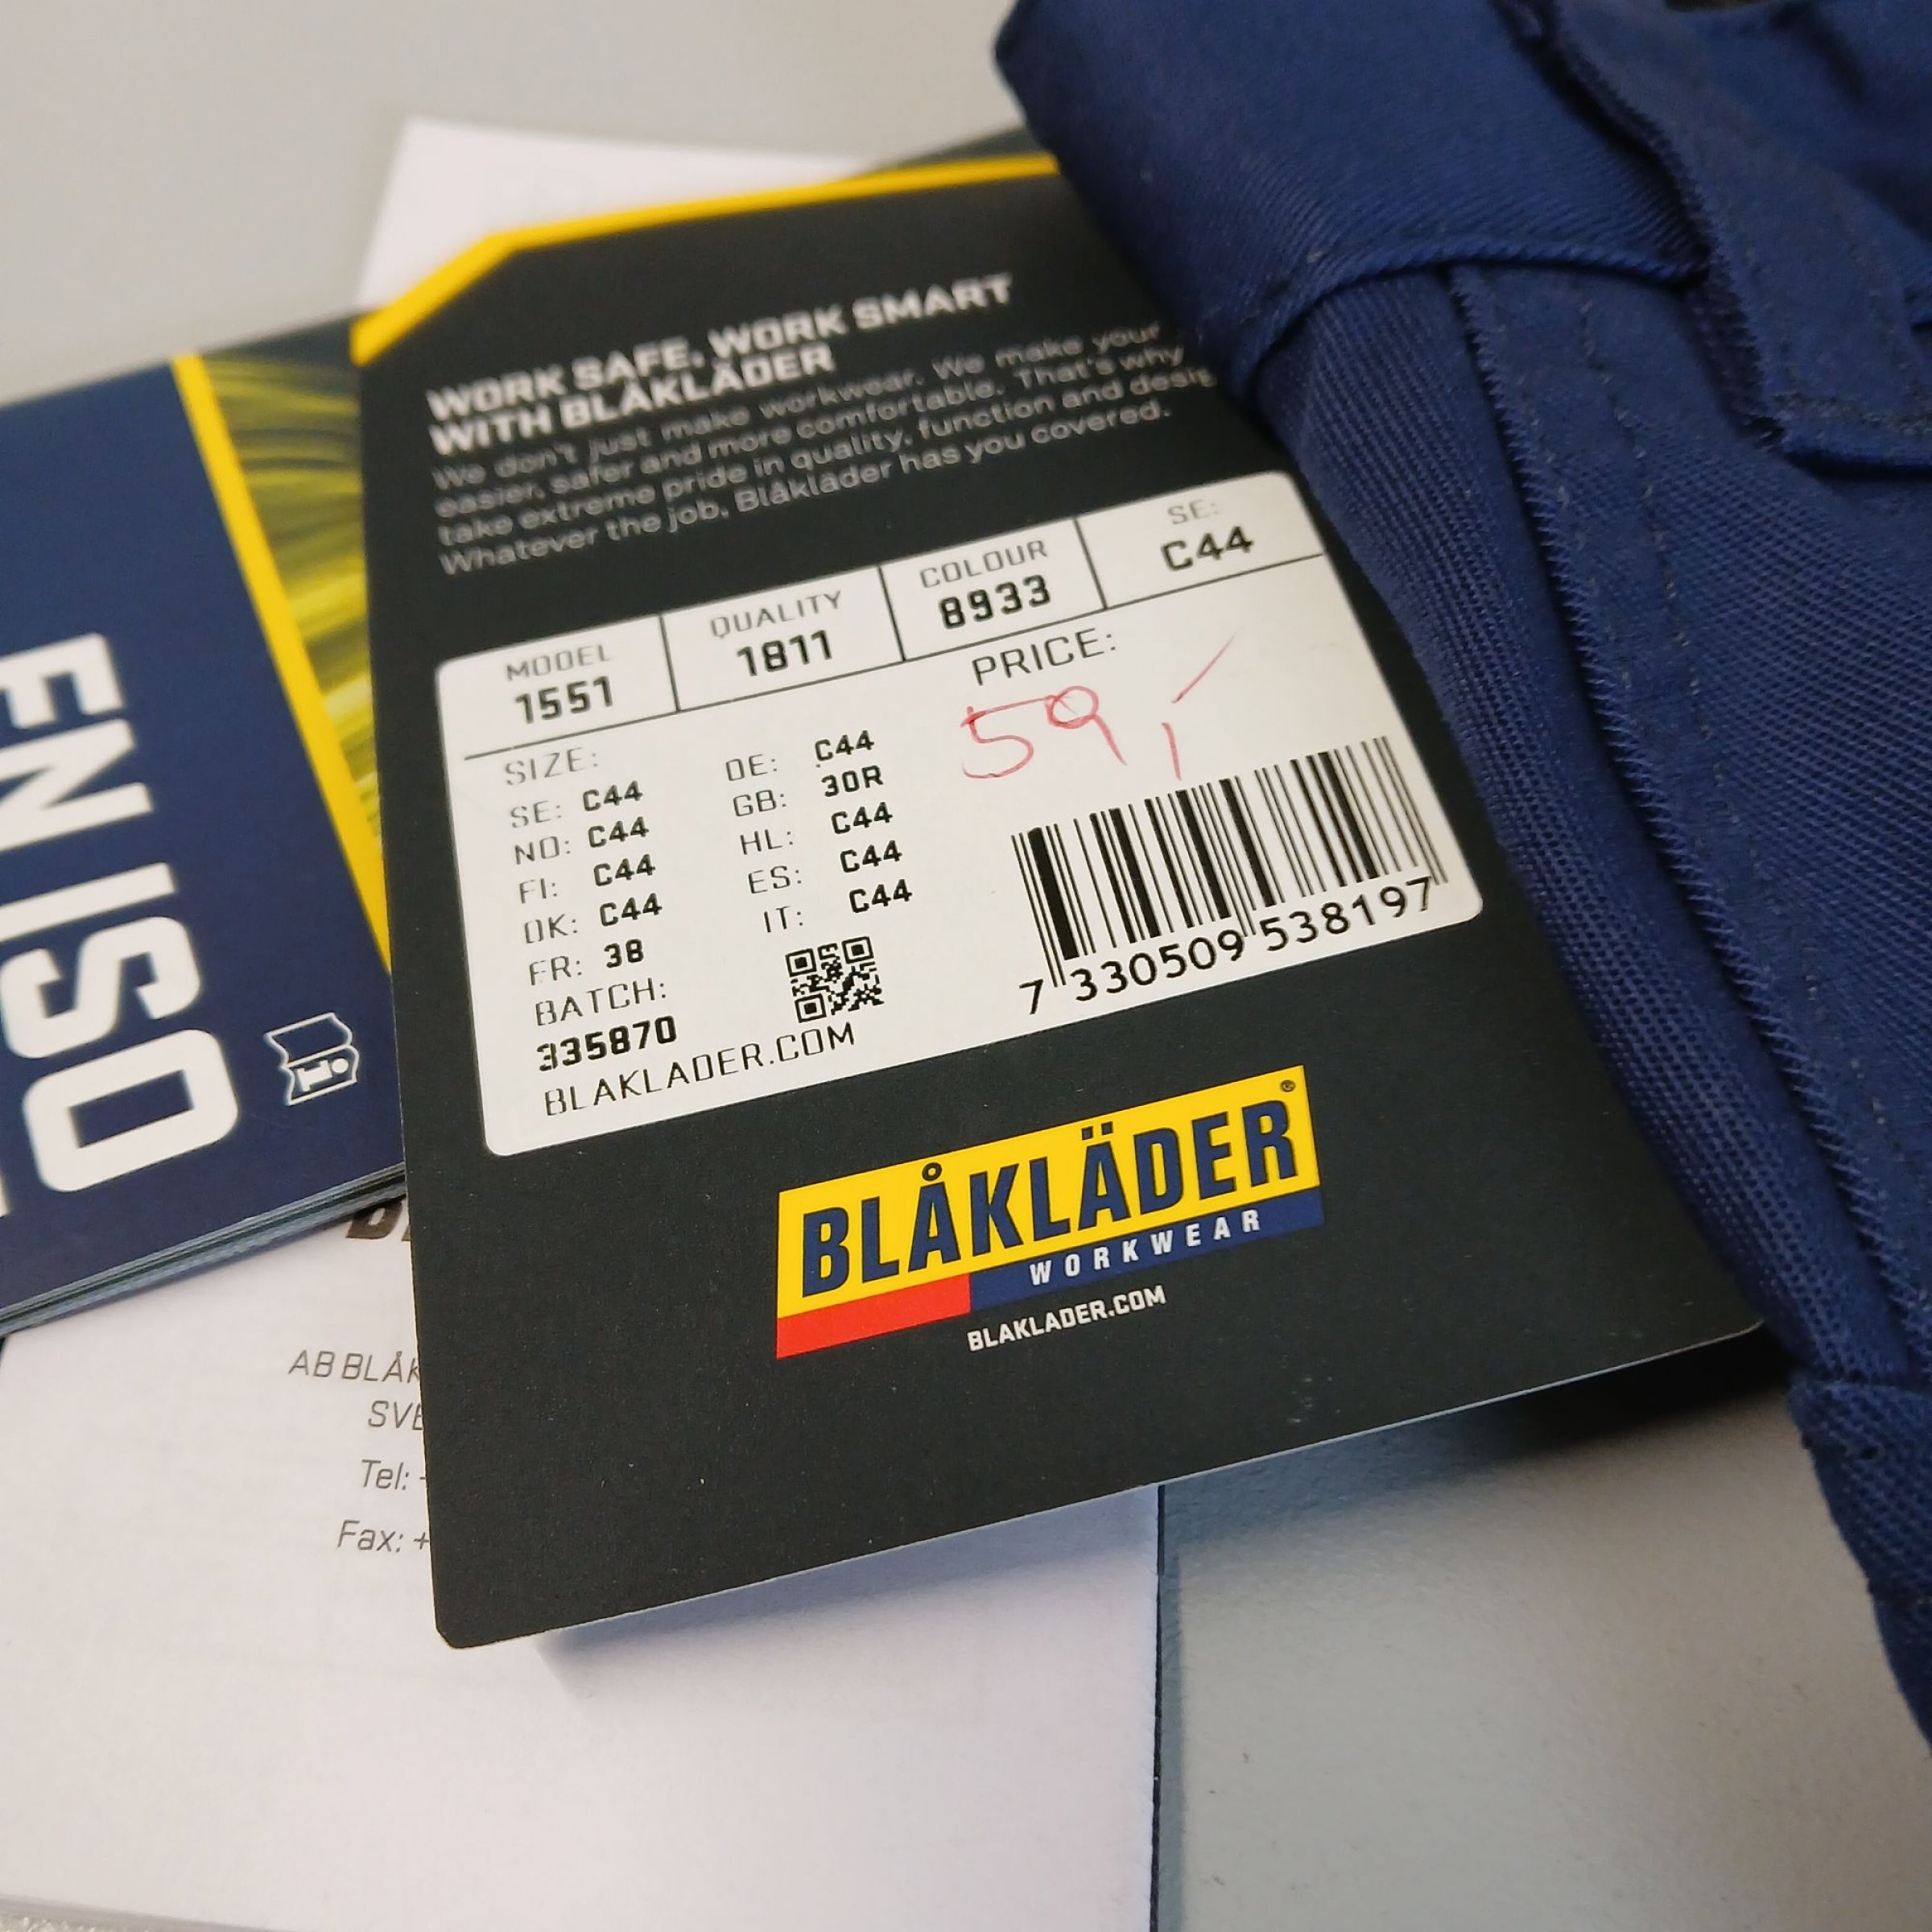 WORK SAFE, WORK SMART
WITH BLÅKLÄDER
We don't just make workwear. We make your
easier, safer and more comfortable. That's why
take extreme pride in quality, function and desig
Whatever the job, Blåkläder has you covered.
MODEL QUALITY COLOUR SE:
1551 1811 8933 C44
PRICE:
59,-
SIZE:
SE: C44 DE: C44
NO: C44 GB: 30R
FI: C44 HL: C44
DK: C44 ES: C44
FR: 38 IT: C44
BATCH:
335870
BLAKLADER.COM
7 330509 538197
BLÅKLÄDER®
WORKWEAR
BLAKLADER.COM
EN ISO
i
AB BLÅK
SVE
Tel:
Fax: +